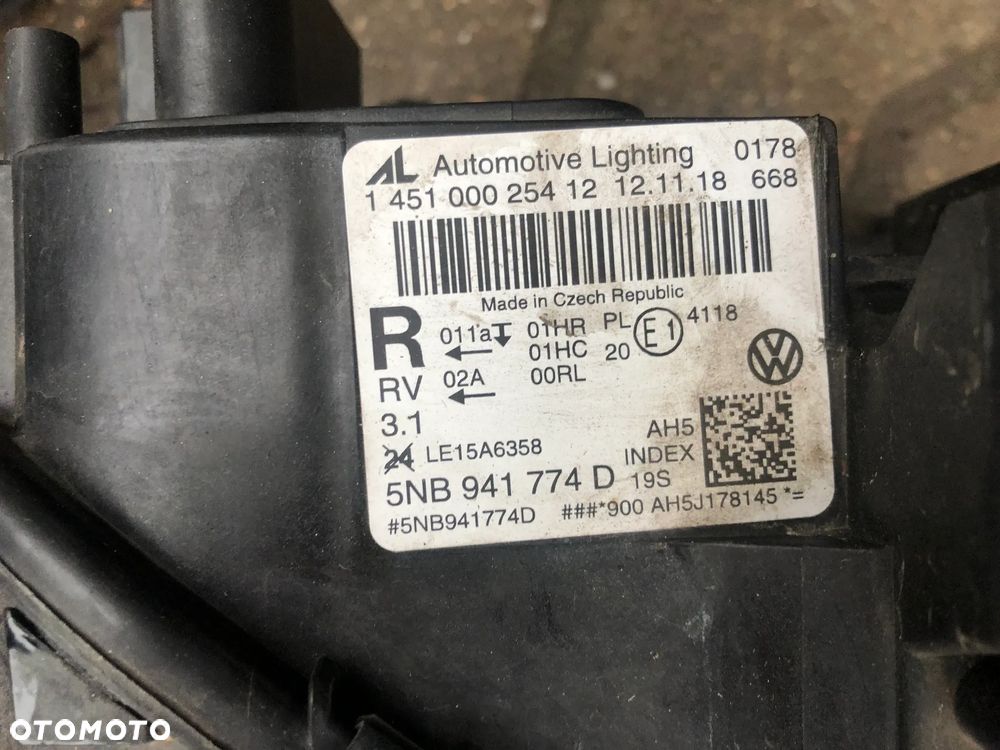 AL Automotive Lighting 0178
1 451 000 254 12 12.11.18 668
Made in Czech Republic
R 011a 01HR PL E1 4118
01HC 20
RV 02A 00RL
3.1
24 LE15A6358 AH5
INDEX
5NB 941 774 D 19S
#5NB941774D ###*900 AH5J178145 *=
VW
OTOMOTO